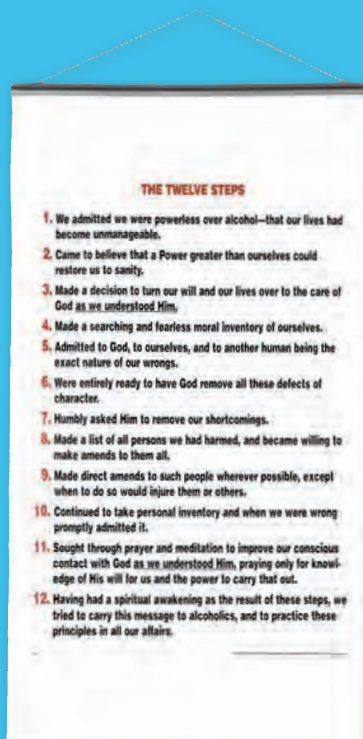 THE TWELVE STEPS
1. We admitted we were powerless over alcohol—that our lives had
become unmanageable.
2. Came to believe that a Power greater than ourselves could
restore us to sanity.
3. Made a decision to turn our will and our lives over to the care of
God as we understood Him.
4. Made a searching and fearless moral inventory of ourselves.
5. Admitted to God, to ourselves, and to another human being the
exact nature of our wrongs.
6. Were entirely ready to have God remove all these defects of
character.
7. Humbly asked Him to remove our shortcomings.
8. Made a list of all persons we had harmed, and became willing to
make amends to them all.
9. Made direct amends to such people wherever possible, except
when to do so would injure them or others.
10. Continued to take personal inventory and when we were wrong
promptly admitted it.
11. Sought through prayer and meditation to improve our conscious
contact with God as we understood Him, praying only for knowl-
edge of His will for us and the power to carry that out.
12. Having had a spiritual awakening as the result of these steps, we
tried to carry this message to alcoholics, and to practice these
principles in all our affairs.